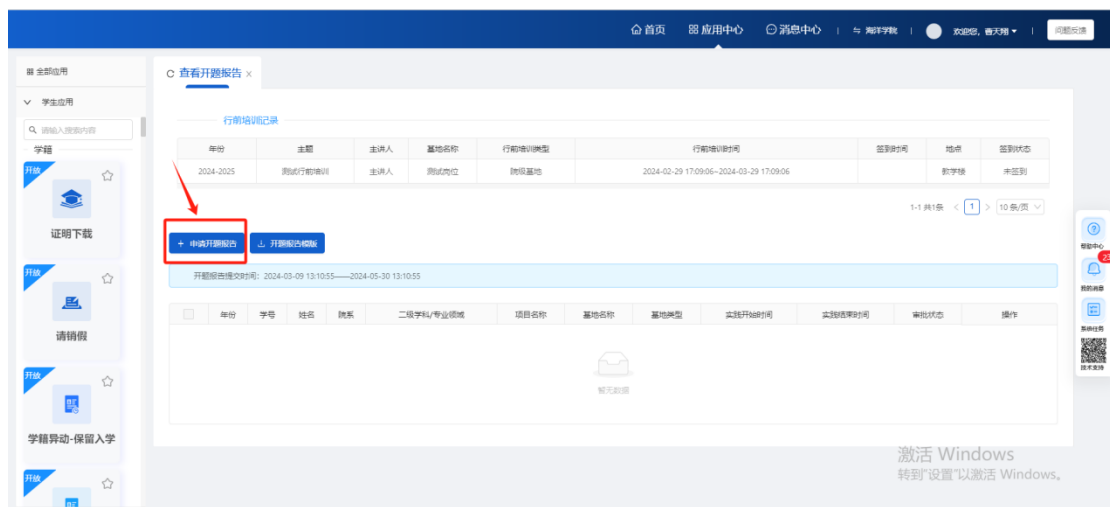 首页 应用中心 消息中心 海洋学院 欢迎您, 曹天翔 问题反馈
全部应用
查看开题报告 ×
学生应用
请输入搜索内容
学籍
行前培训记录
年份 主题 主讲人 基地名称 行前培训类型 行前培训时间 签到时间 地点 签到状态
2024-2025 测试行前培训 主讲人 测试岗位 院级基地 2024-02-29 17:09:06~2024-03-29 17:09:06 教学楼 未签到
1-1 共1条 < 1 > 10 条/页
开放
证明下载
+ 申请开题报告 开题报告模版
开题报告提交时间: 2024-03-09 13:10:55——2024-05-30 13:10:55
年份 学号 姓名 院系 二级学科/专业领域 项目名称 基地名称 基地类型 实践开始时间 实践结束时间 审批状态 操作
暂无数据
开放
请销假
开放
学籍异动-保留入学
开放
帮助中心
23
我的消息
系统任务
技术支持
激活 Windows
转到"设置"以激活 Windows。